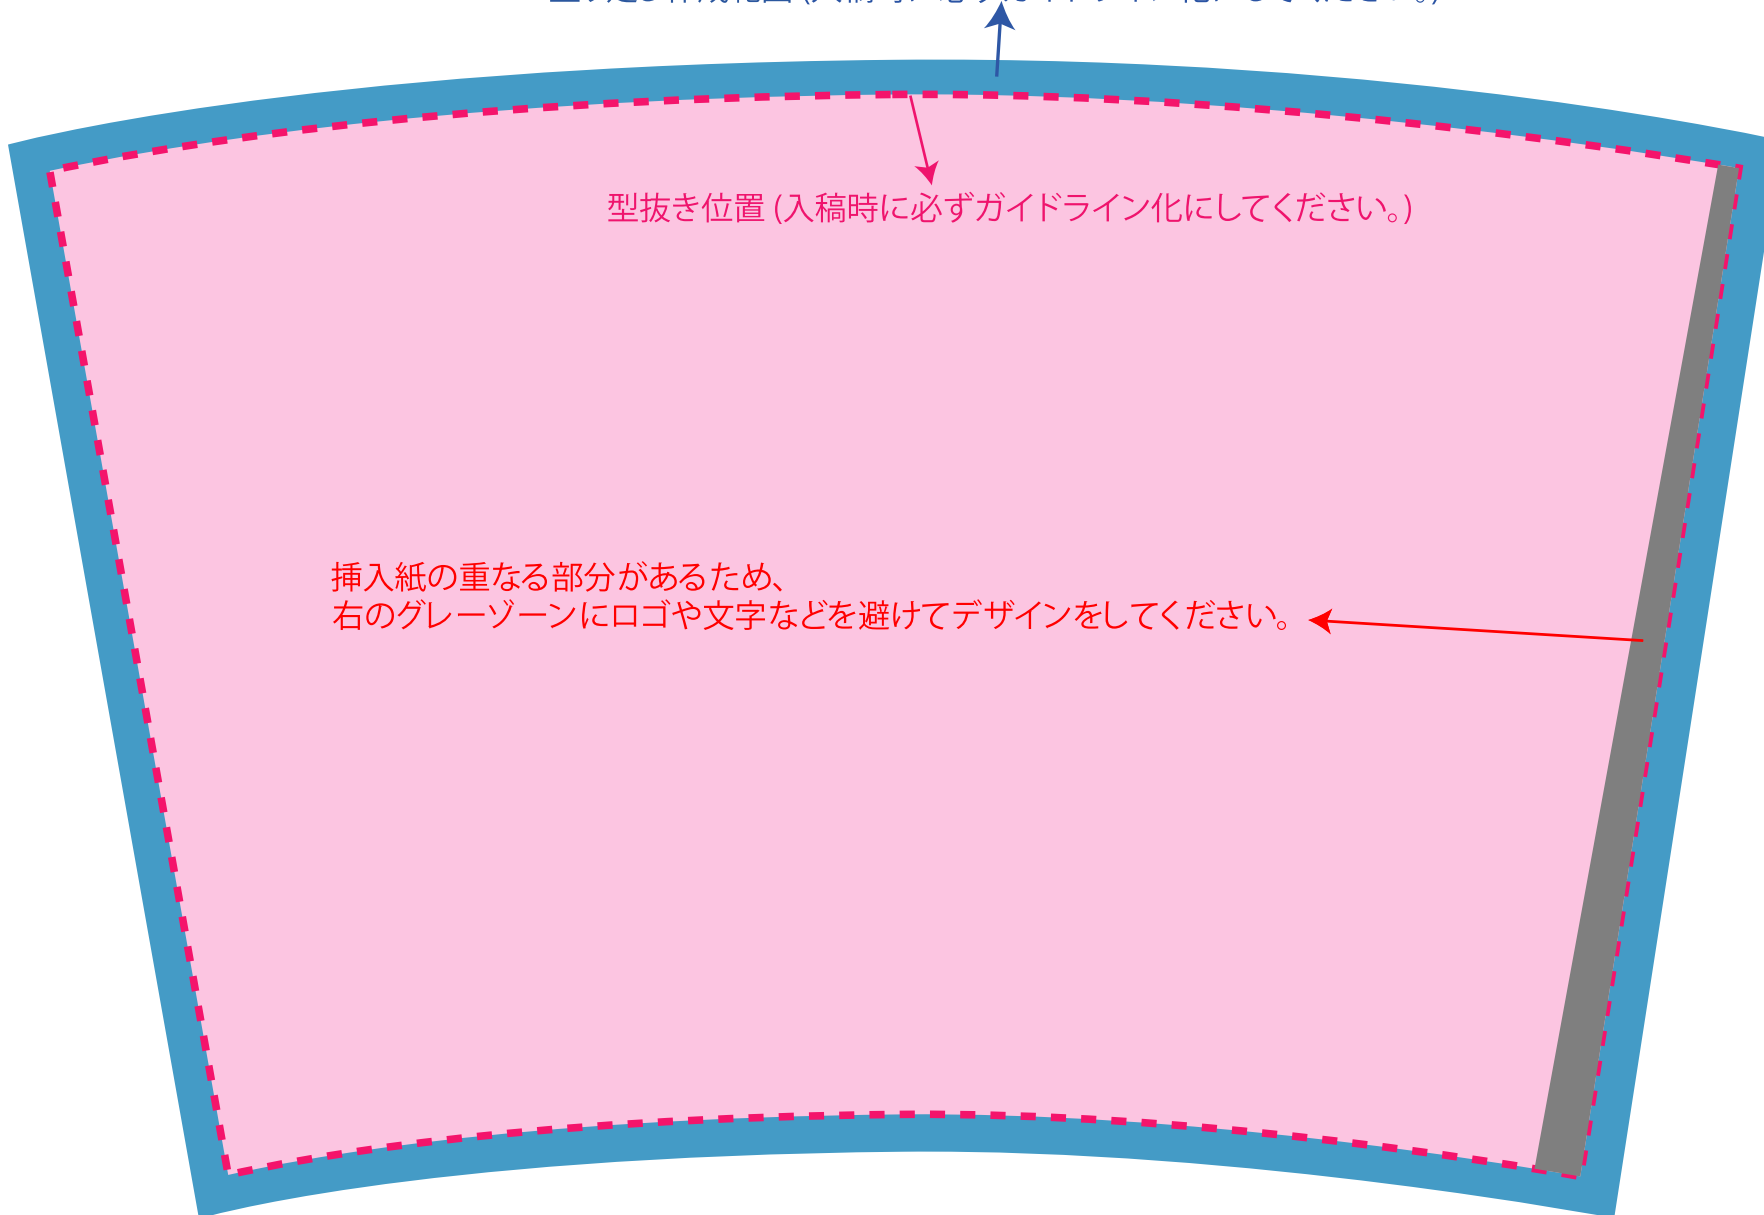 型抜き位置 (入稿時に必ずガイドライン化にしてください。)
挿入紙の重なる部分があるため、
右のグレーゾーンにロゴや文字などを避けてデザインをしてください。